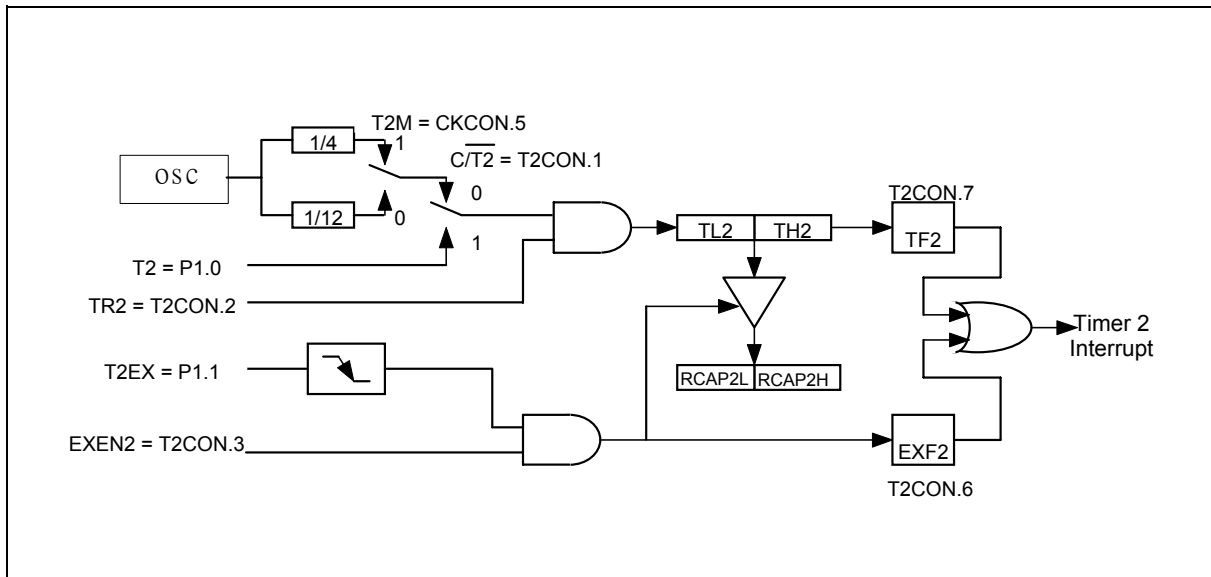 T2M = CKCON.5
1/4
1
C/T2 = T2CON.1
OSC
0
T2CON.7
1/12
0
TL2
TH2
TF2
1
T2 = P1.0
TR2 = T2CON.2
Timer 2
Interrupt
T2EX = P1.1
RCAP2L
RCAP2H
EXEN2 = T2CON.3
EXF2
T2CON.6